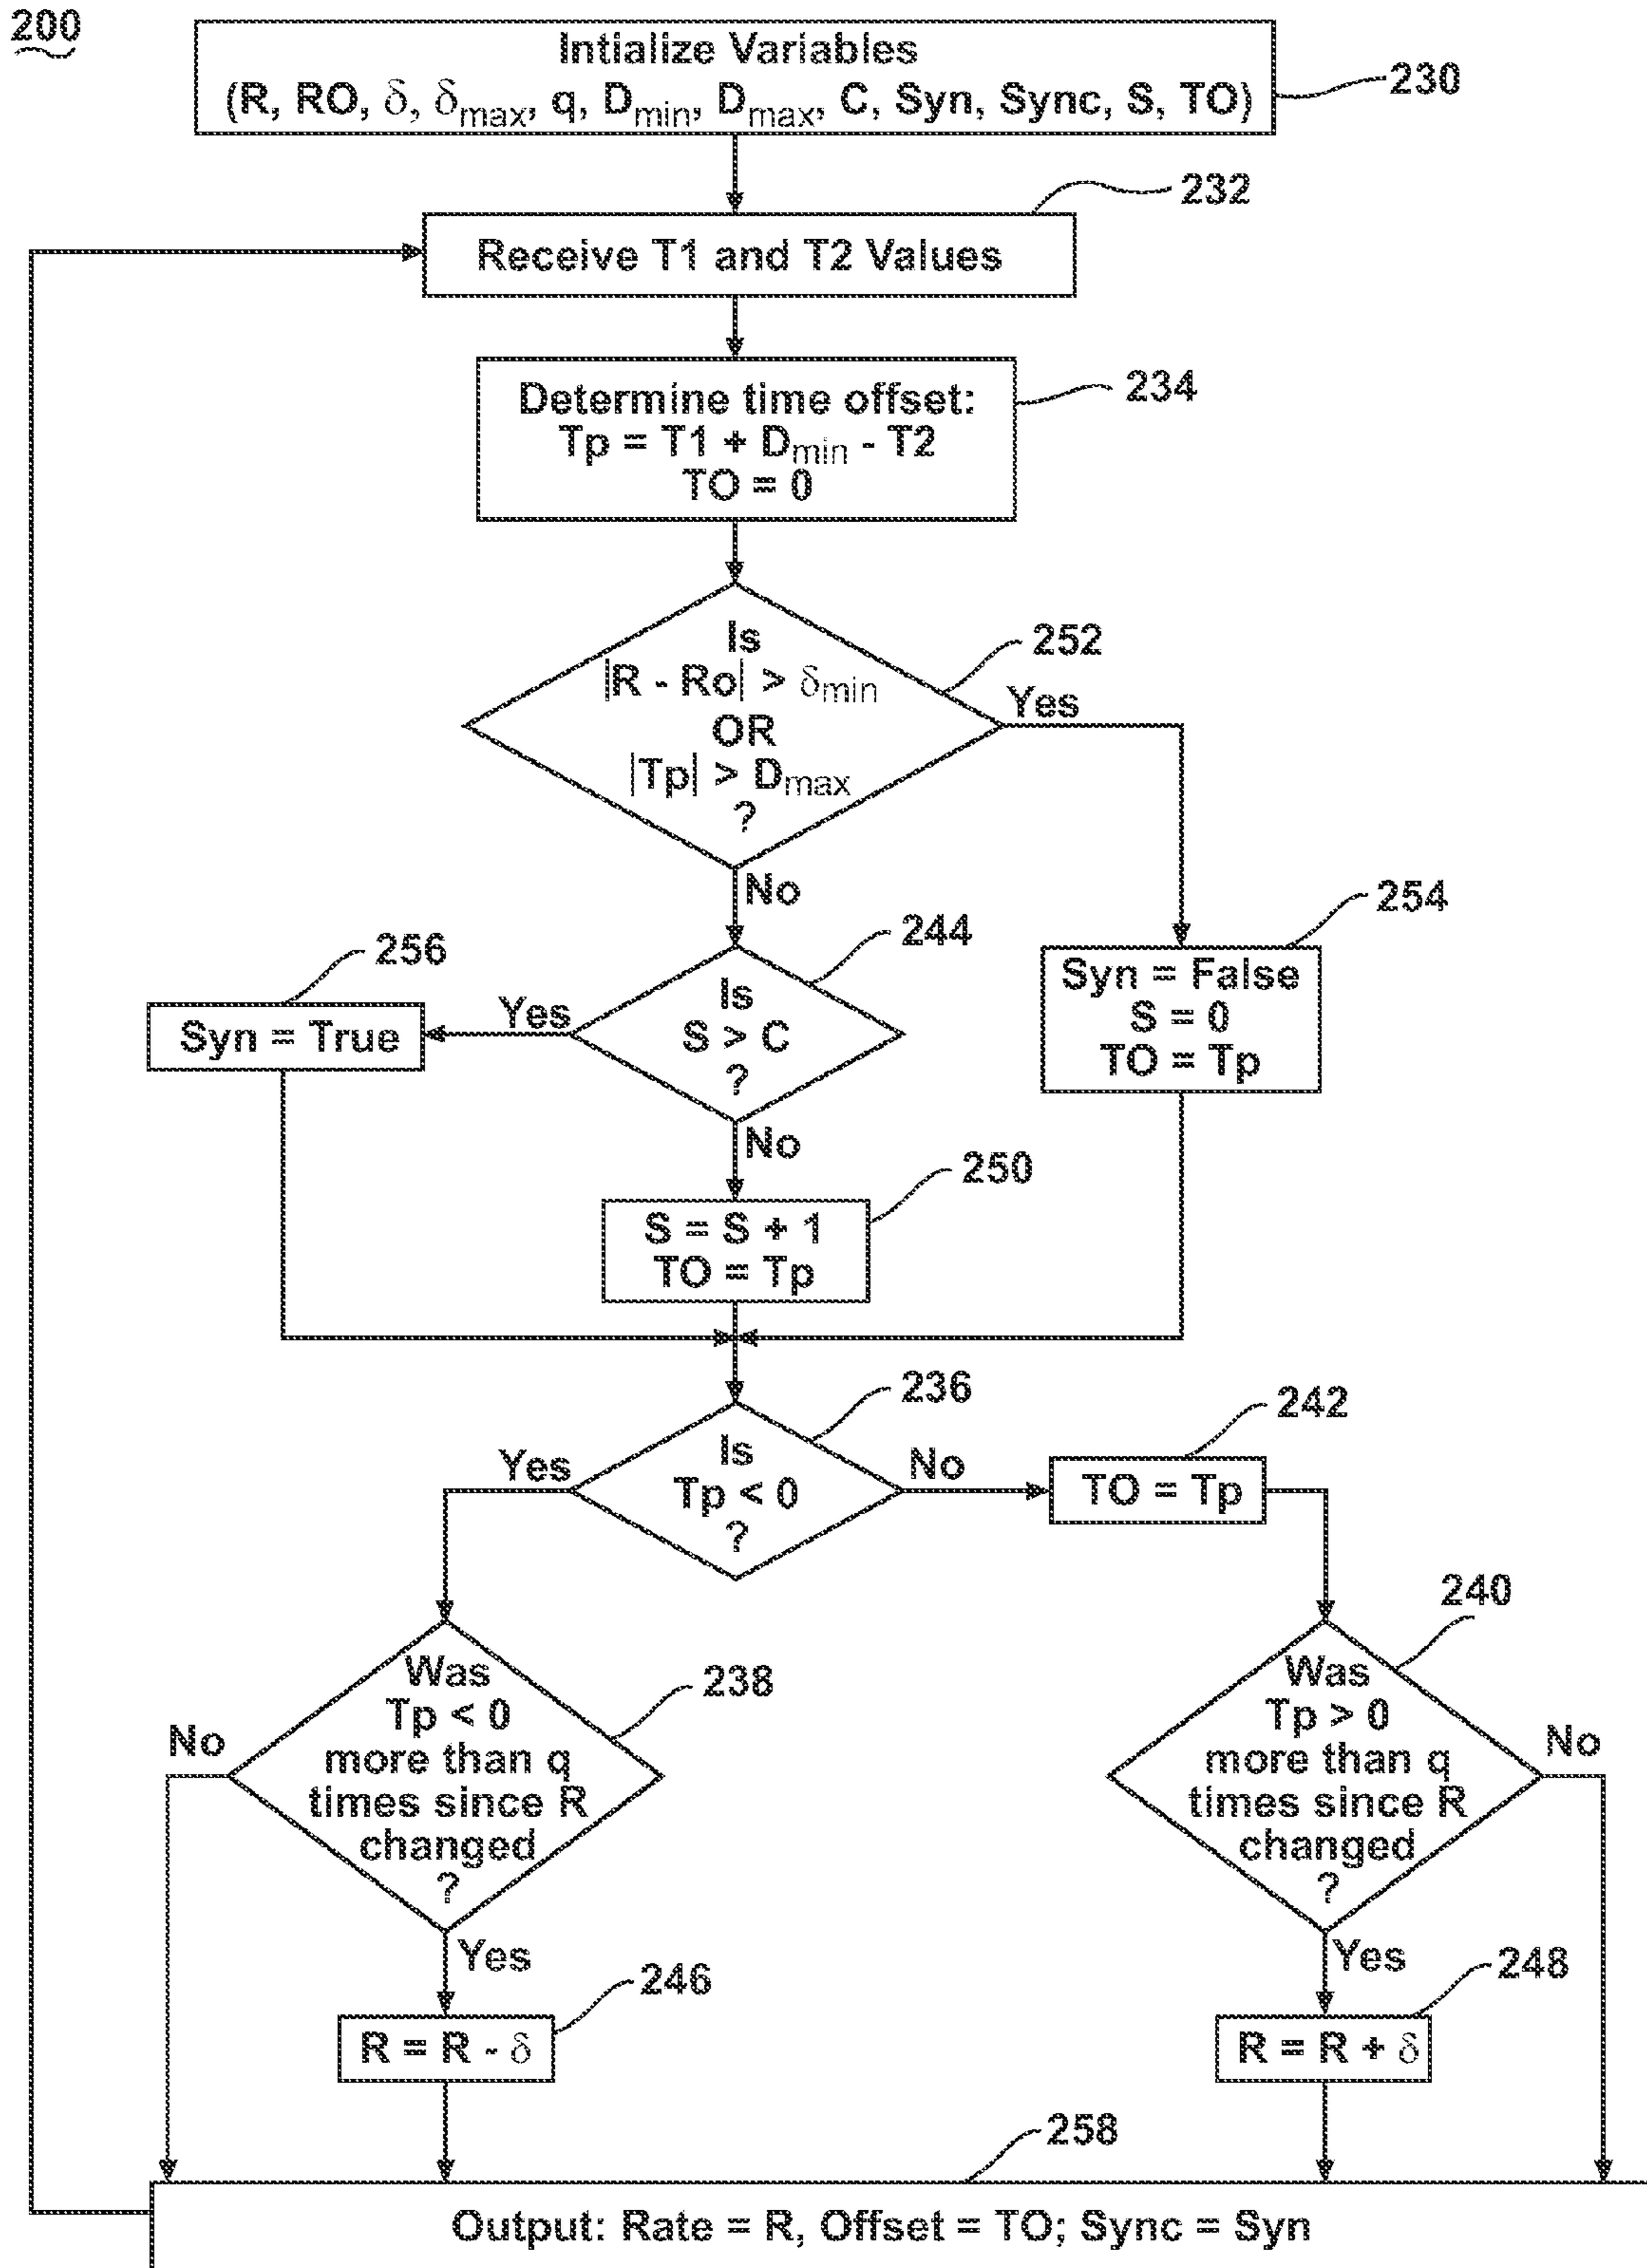 200
Intialize Variables
(R, RO, δ, δmax, q, Dmin, Dmax, C, Syn, Sync, S, TO)
230
232
Receive T1 and T2 Values
234
Determine time offset:
Tp = T1 + Dmin - T2
TO = 0
252
Is
|R - Ro| > δmin
OR
|Tp| > Dmax
?
Yes
No
254
Syn = False
S = 0
TO = Tp
244
Is
S > C
?
Yes
256
Syn = True
No
250
S = S + 1
TO = Tp
236
Is
Tp < 0
?
Yes
No
242
TO = Tp
238
Was
Tp < 0
more than q
times since R
changed
?
No
Yes
240
Was
Tp > 0
more than q
times since R
changed
?
No
Yes
246
R = R - δ
248
R = R + δ
258
Output: Rate = R, Offset = TO; Sync = Syn